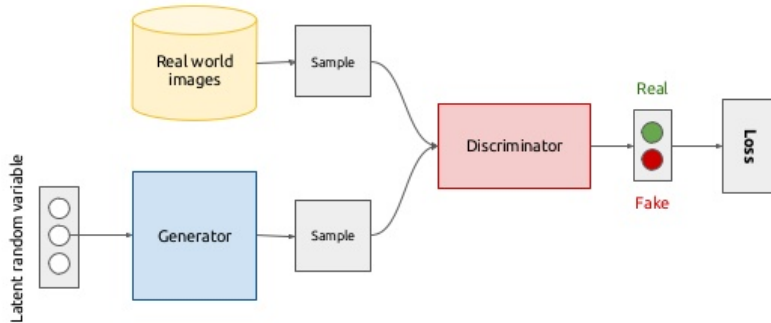 Real world
images
Sample
Real
Discriminator
Loss
Fake
Latent random variable
Generator
Sample